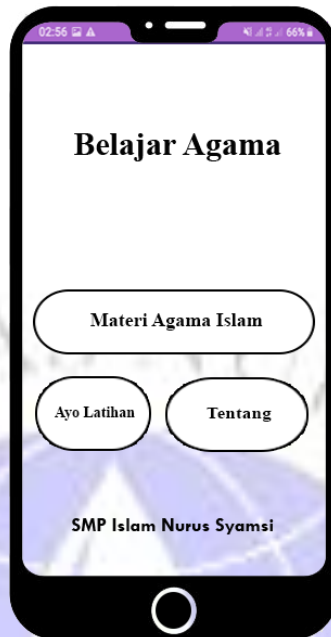 02:56 66%
Belajar Agama
Materi Agama Islam
Ayo Latihan Tentang
SMP Islam Nurus Syamsi